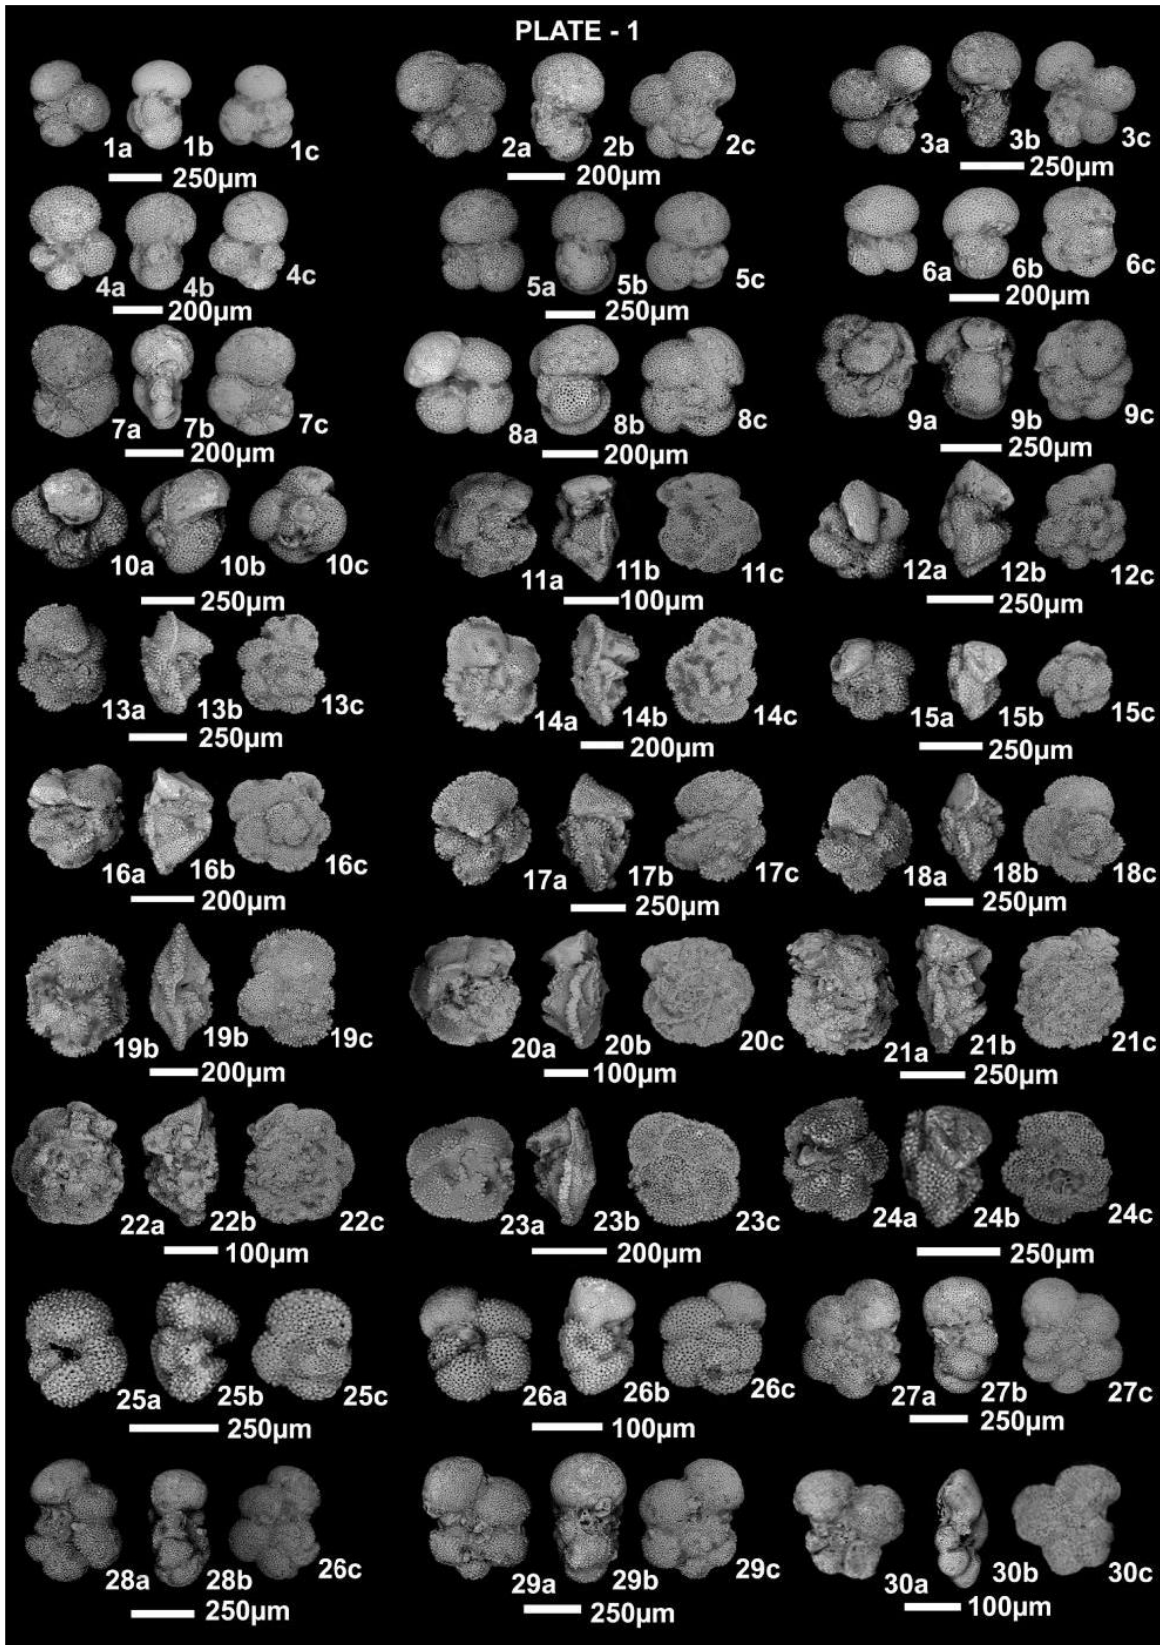 PLATE - 1
1a 1b 1c
250µm
2a 2b 2c
200µm
3a 3b 3c
250µm
4a 4b 4c
200µm
5a 5b 5c
250µm
6a 6b 6c
200µm
7a 7b 7c
200µm
8a 8b 8c
200µm
9a 9b 9c
250µm
10a 10b 10c
250µm
11a 11b 11c
100µm
12a 12b 12c
250µm
13a 13b 13c
250µm
14a 14b 14c
200µm
15a 15b 15c
250µm
16a 16b 16c
200µm
17a 17b 17c
250µm
18a 18b 18c
250µm
19b 19b 19c
200µm
20a 20b 20c
100µm
21a 21b 21c
250µm
22a 22b 22c
100µm
23a 23b 23c
200µm
24a 24b 24c
250µm
25a 25b 25c
250µm
26a 26b 26c
100µm
27a 27b 27c
250µm
28a 28b 26c
250µm
29a 29b 29c
250µm
30a 30b 30c
100µm